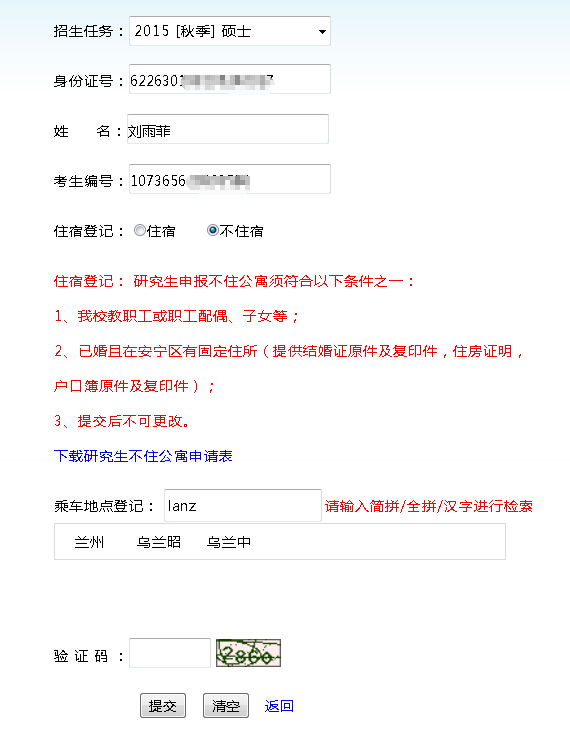 招生任务： 2015 [秋季] 硕士
身份证号： 6226301
姓 名： 刘雨菲
考生编号： 1073656
住宿登记： 住宿 不住宿
住宿登记： 研究生申报不住公寓须符合以下条件之一：
1、我校教职工或职工配偶、子女等；
2、已婚且在安宁区有固定住所（提供结婚证原件及复印件，住房证明，
户口簿原件及复印件）；
3、提交后不可更改。
下载研究生不住公寓申请表
乘车地点登记： lanz 请输入简拼/全拼/汉字进行检索
兰州 乌兰昭 乌兰中
验 证 码 ：
提交 清空 返回